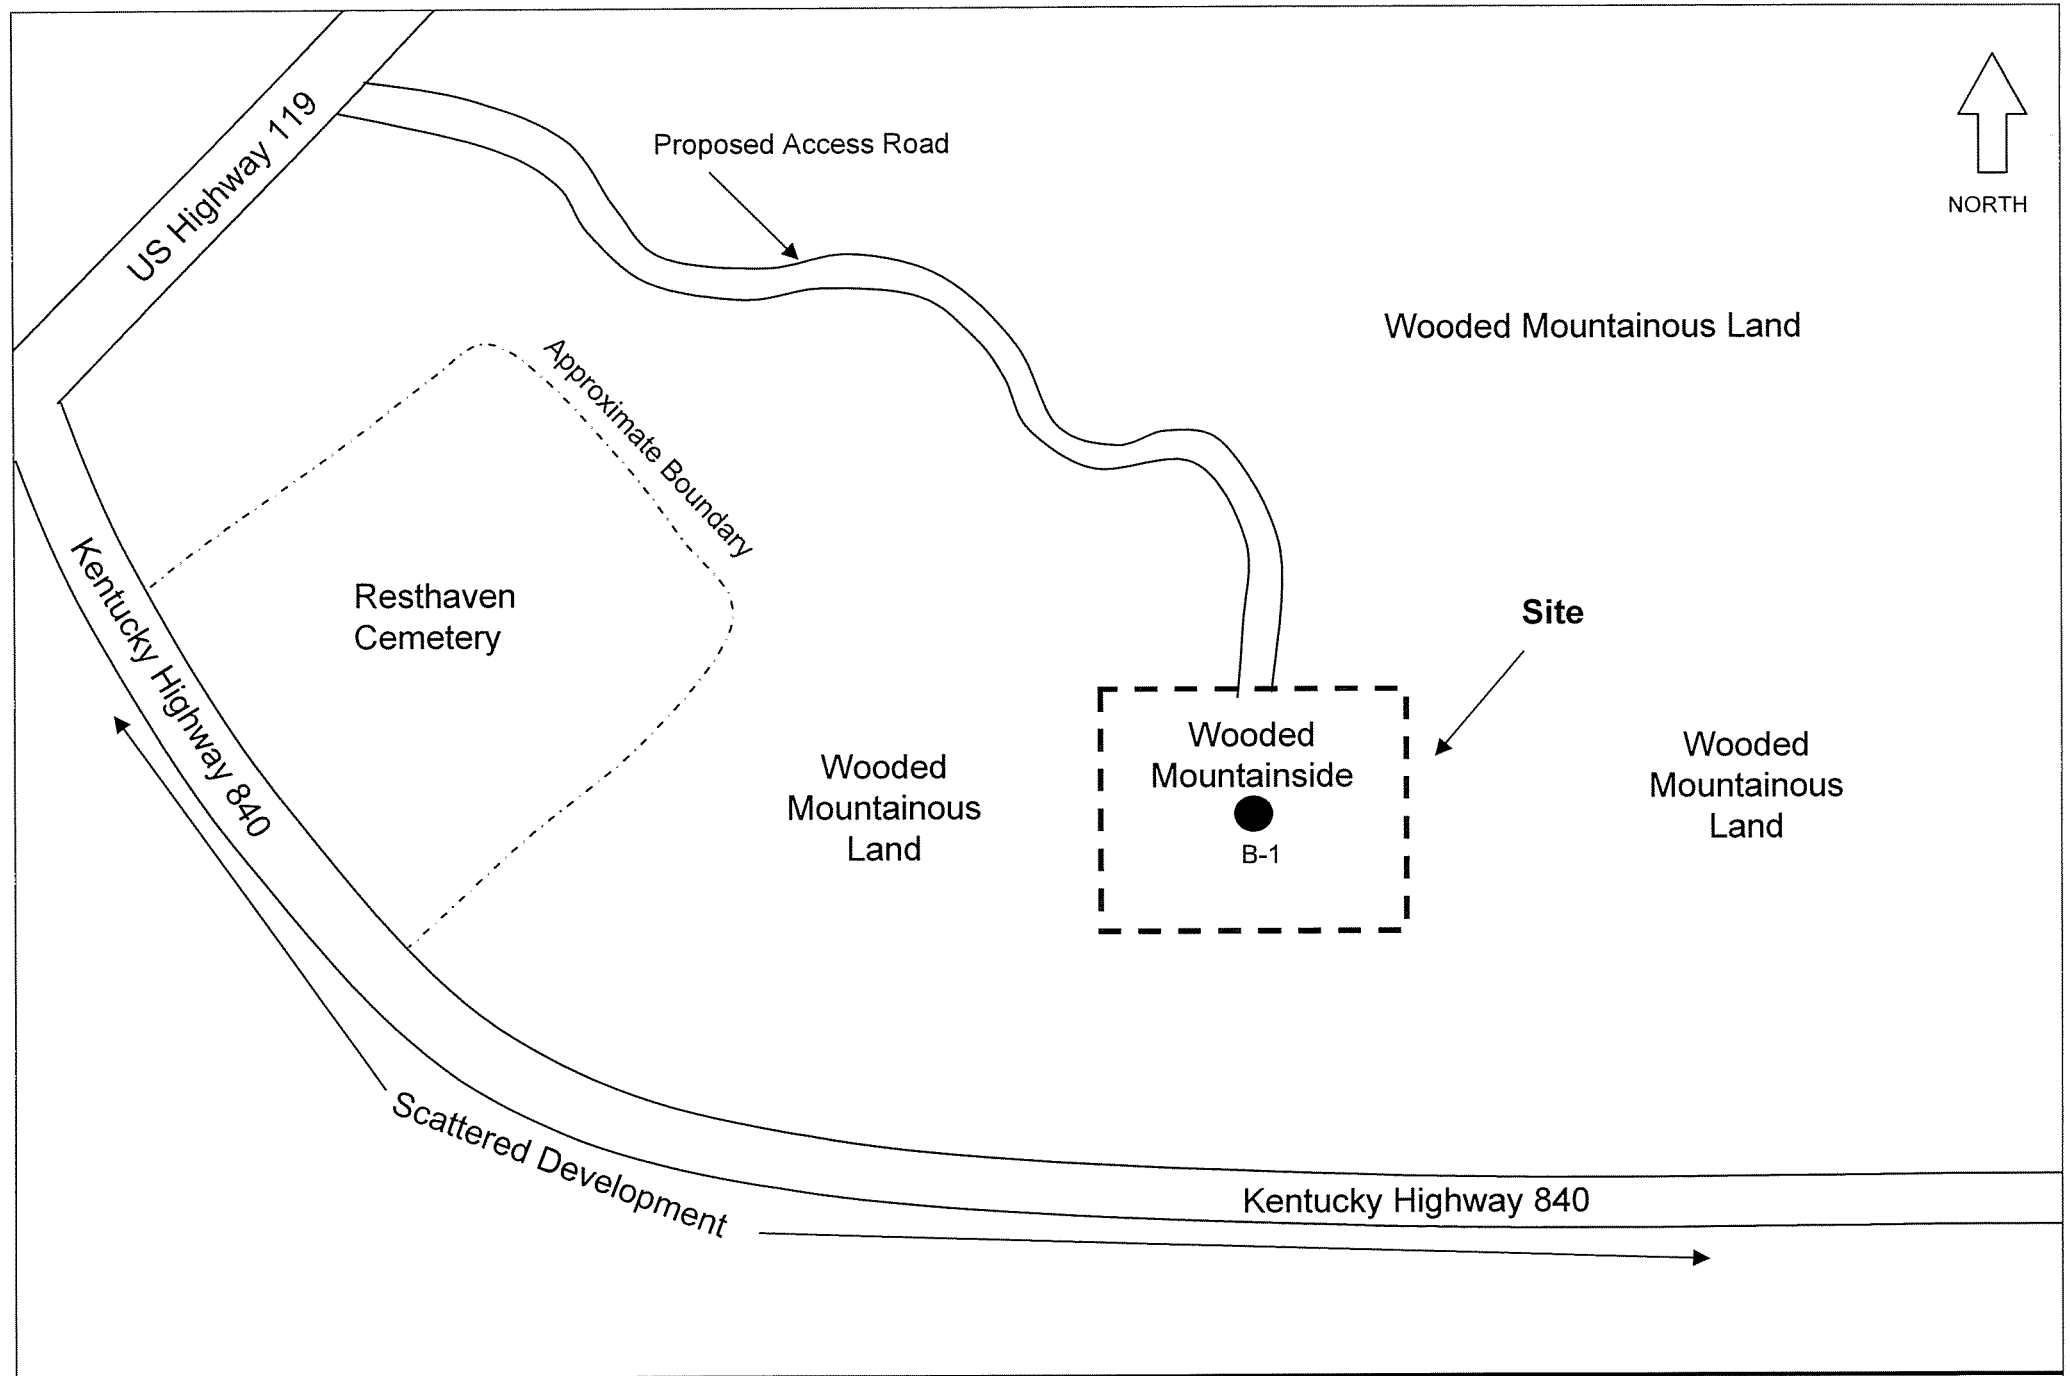 US Highway 119
Proposed Access Road
NORTH
Wooded Mountainous Land
Approximate Boundary
Resthaven
Cemetery
Kentucky Highway 840
Site
Wooded
Mountainside
B-1
Wooded
Mountainous
Land
Wooded
Mountainous
Land
Scattered Development
Kentucky Highway 840